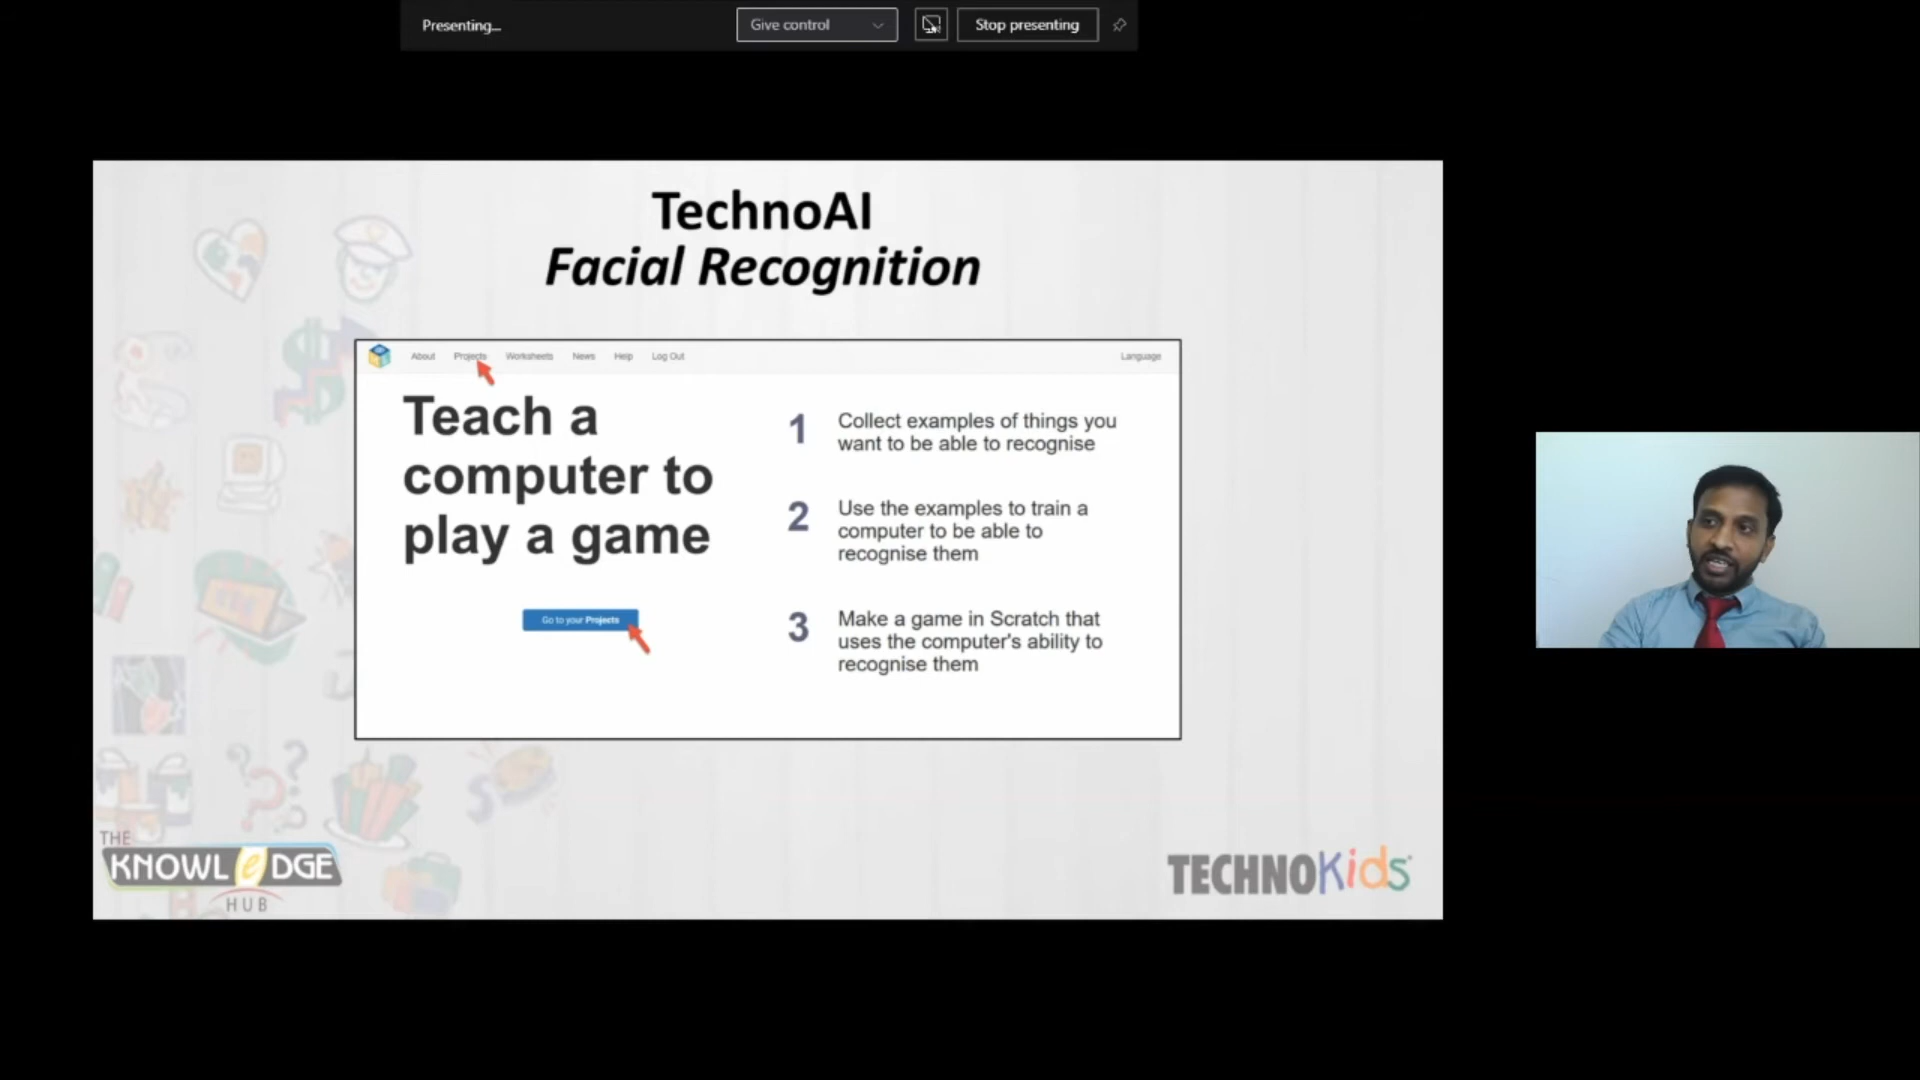 Presenting...
Give control
Stop presenting
TechnoAI
Facial Recognition
About Projects Worksheets News Help Log Out Language
Teach a
computer to
play a game
Go to your Projects
1 Collect examples of things you
want to be able to recognise
2 Use the examples to train a
computer to be able to
recognise them
3 Make a game in Scratch that
uses the computer's ability to
recognise them
THE
KNOWLeDGE
HUB
TECHNOKids